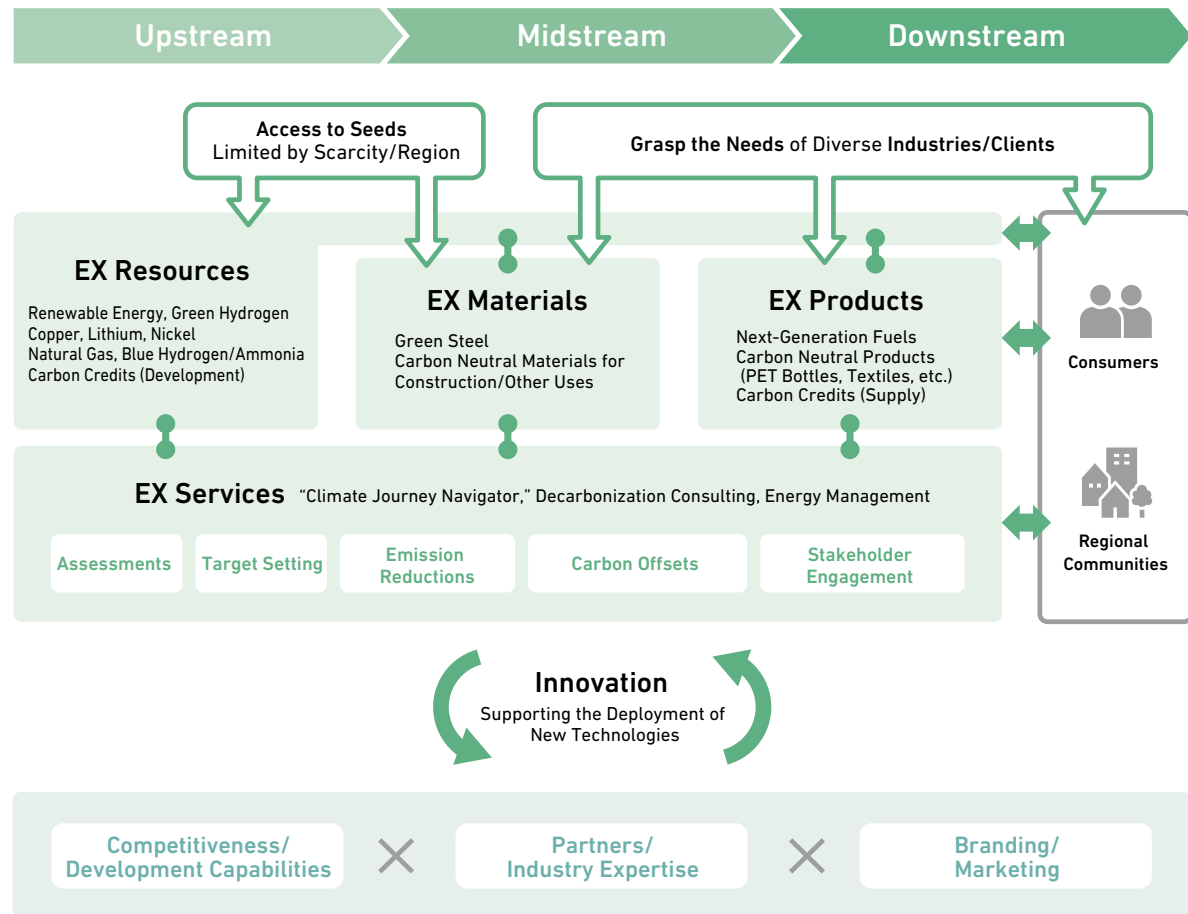 Upstream
Midstream
Downstream
Access to Seeds
Limited by Scarcity/Region
Grasp the Needs of Diverse Industries/Clients
EX Resources
Renewable Energy, Green Hydrogen
Copper, Lithium, Nickel
Natural Gas, Blue Hydrogen/Ammonia
Carbon Credits (Development)
EX Materials
Green Steel
Carbon Neutral Materials for
Construction/Other Uses
EX Products
Next-Generation Fuels
Carbon Neutral Products
(PET Bottles, Textiles, etc.)
Carbon Credits (Supply)
Consumers
Regional
Communities
EX Services “Climate Journey Navigator,” Decarbonization Consulting, Energy Management
Assessments
Target Setting
Emission
Reductions
Carbon Offsets
Stakeholder
Engagement
Innovation
Supporting the Deployment of
New Technologies
Competitiveness/
Development Capabilities
Partners/
Industry Expertise
Branding/
Marketing